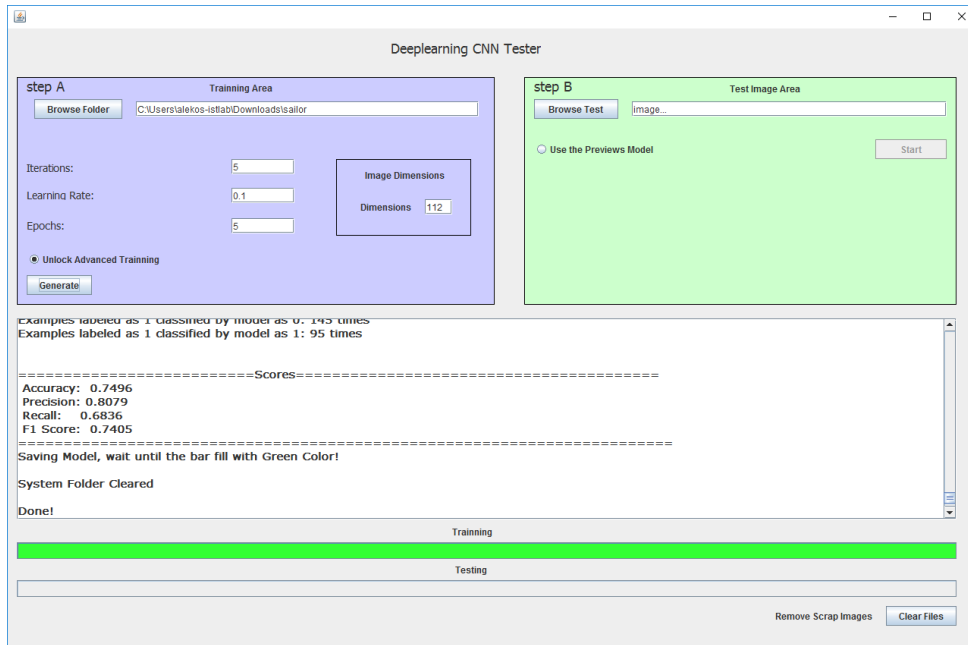 Deeplearning CNN Tester
step A
Trainning Area
Browse Folder C:\Users\alekos-istlab\Downloads\sailor
Iterations: 5
Learning Rate: 0.1
Epochs: 5
Image Dimensions
Dimensions 112
Unlock Advanced Trainning
Generate
step B
Test Image Area
Browse Test image...
Use the Previews Model
Start
Examples labeled as 1 classified by model as 0: 145 times
Examples labeled as 1 classified by model as 1: 95 times
==========================Scores========================================
Accuracy: 0.7496
Precision: 0.8079
Recall: 0.6836
F1 Score: 0.7405
========================================================================
Saving Model, wait until the bar fill with Green Color!
System Folder Cleared
Done!
Trainning
Testing
Remove Scrap Images Clear Files